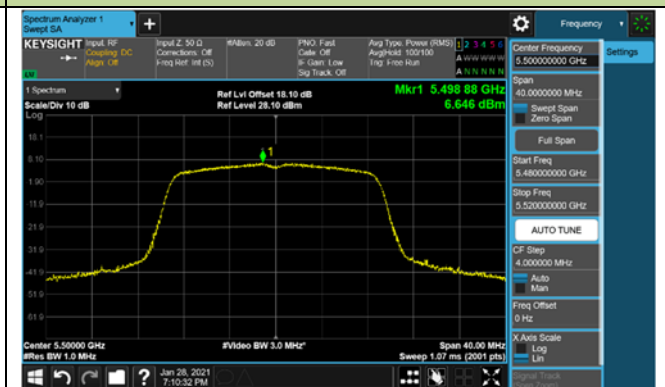 Spectrum Analyzer 1
Swept SA
Frequency
KEYSIGHT
Input: RF
Coupling: DC
Align: Off
Input Z: 50 Ω
Corrections: Off
Freq Ref: Int (S)
#Atten: 20 dB
PNO: Fast
Gate: Off
IF Gain: Low
Sig Track: Off
Avg Type: Power (RMS)
Avg|Hold: 100/100
Trig: Free Run
1 2 3 4 5 6
A W W W W W
A N N N N N
Center Frequency
5.500000000 GHz
Settings
Span
40.0000000 MHz
Swept Span
Zero Span
Full Span
Start Freq
5.480000000 GHz
Stop Freq
5.520000000 GHz
AUTO TUNE
CF Step
4.000000 MHz
Auto
Man
Freq Offset
0 Hz
X Axis Scale
Log
Lin
Signal Track
LXI
1 Spectrum
Scale/Div 10 dB
Log
Ref Lvl Offset 18.10 dB
Ref Level 28.10 dBm
Mkr1 5.498 88 GHz
6.646 dBm
1
18.1
8.10
-1.90
-11.9
-21.9
-31.9
-41.9
-51.9
-61.9
Center 5.50000 GHz
#Res BW 1.0 MHz
#Video BW 3.0 MHz*
Span 40.00 MHz
Sweep 1.07 ms (2001 pts)
?
Jan 28, 2021
7:10:32 PM